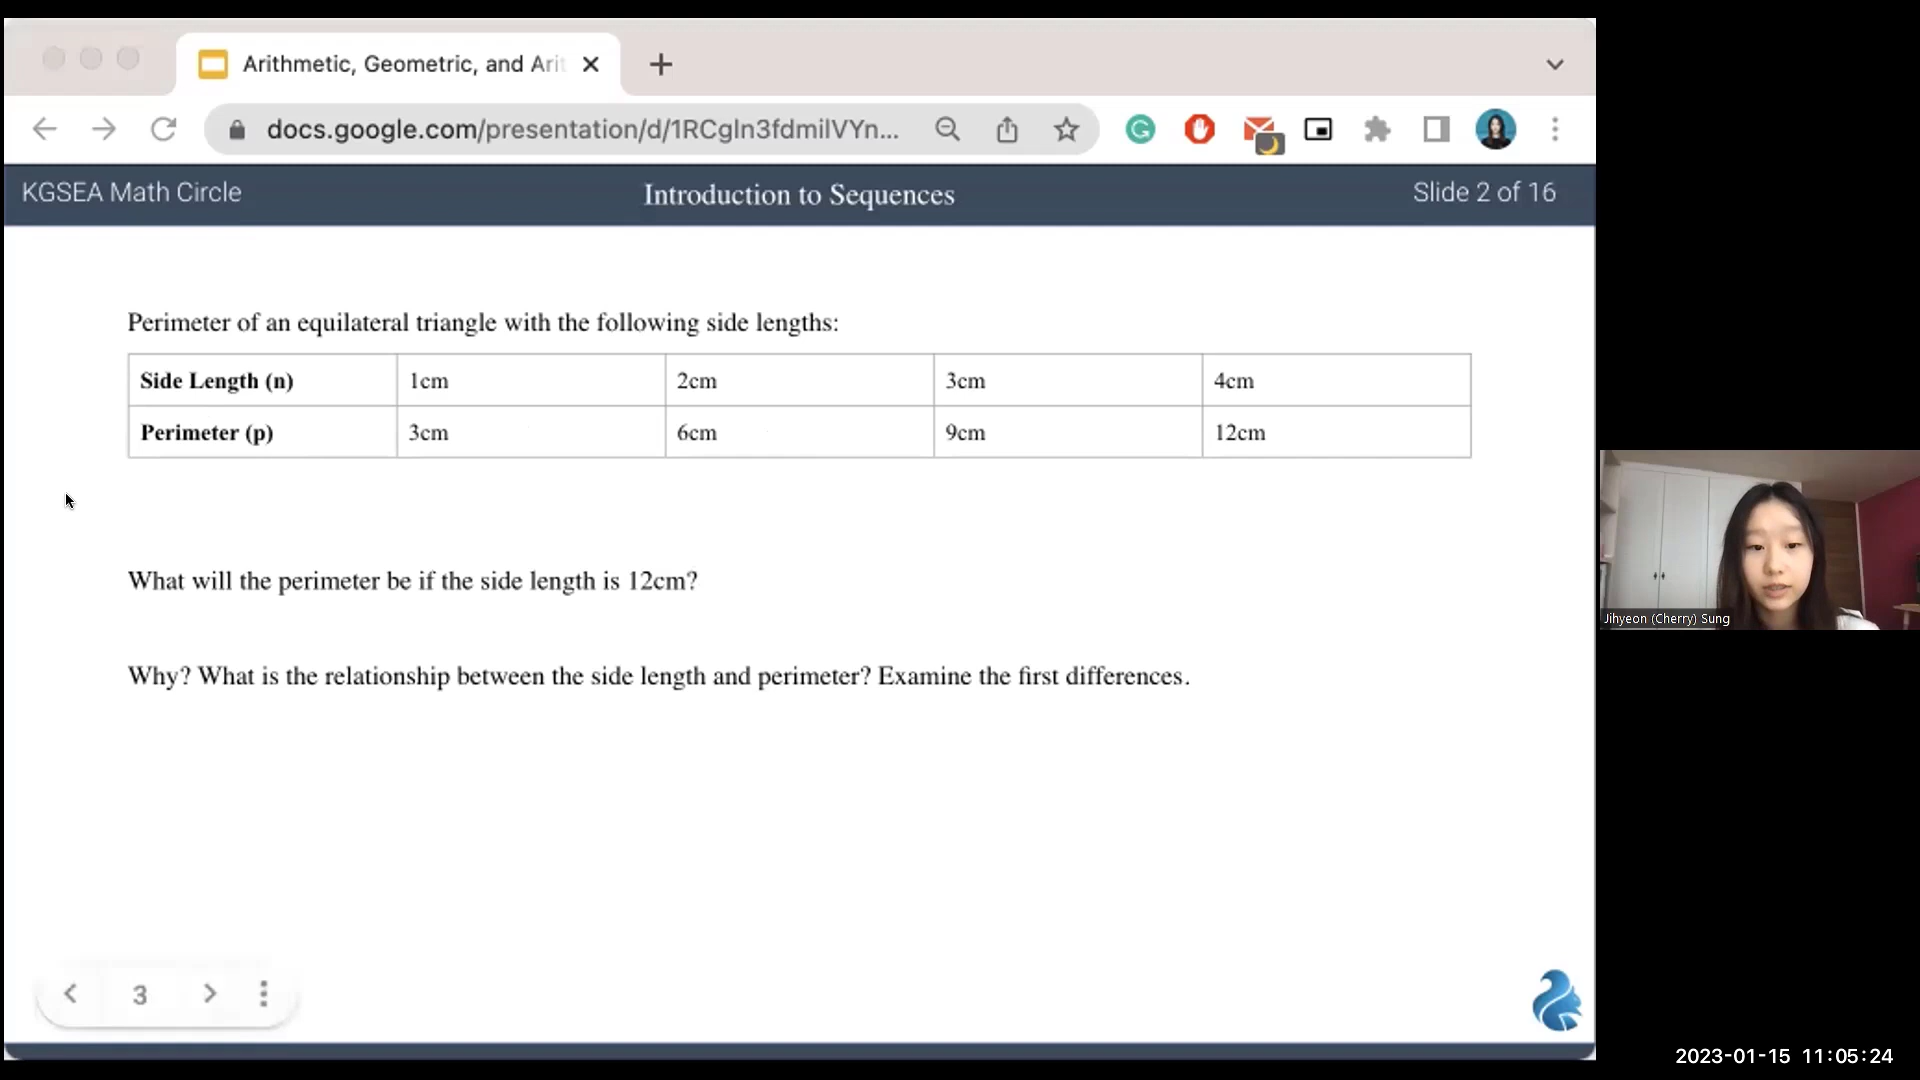 Arithmetic, Geometric, and Arit
docs.google.com/presentation/d/1RCgln3fdmilVYn...
KGSEA Math Circle
Introduction to Sequences
Slide 2 of 16
Perimeter of an equilateral triangle with the following side lengths:
Side Length (n) 1cm 2cm 3cm 4cm
Perimeter (p) 3cm 6cm 9cm 12cm
What will the perimeter be if the side length is 12cm?
Why? What is the relationship between the side length and perimeter? Examine the first differences.
3
Jihyeon (Cherry) Sung
2023-01-15 11:05:24